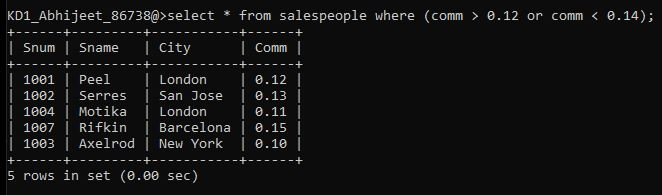 KD1_Abhijeet_86738@>select * from salespeople where (comm > 0.12 or comm < 0.14);
+------+---------+-----------+------+
| Snum | Sname   | City      | Comm |
+------+---------+-----------+------+
| 1001 | Peel    | London    | 0.12 |
| 1002 | Serres  | San Jose  | 0.13 |
| 1004 | Motika  | London    | 0.11 |
| 1007 | Rifkin  | Barcelona | 0.15 |
| 1003 | Axelrod | New York  | 0.10 |
+------+---------+-----------+------+
5 rows in set (0.00 sec)